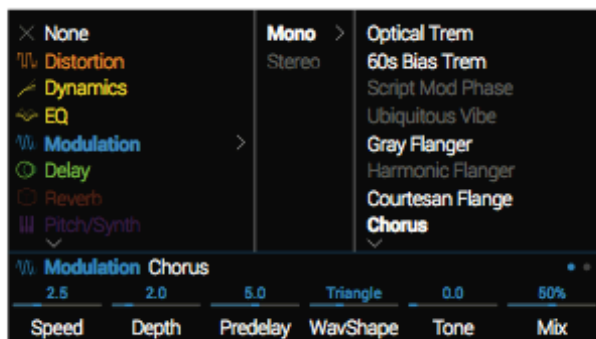 None
Distortion
Dynamics
EQ
Modulation
Delay
Reverb
Pitch/Synth
Mono
Stereo
Optical Trem
60s Bias Trem
Script Mod Phase
Ubiquitous Vibe
Gray Flanger
Harmonic Flanger
Courtesan Flange
Chorus
Modulation Chorus
2.5 2.0 5.0 Triangle 0.0 50%
Speed Depth Predelay WavShape Tone Mix